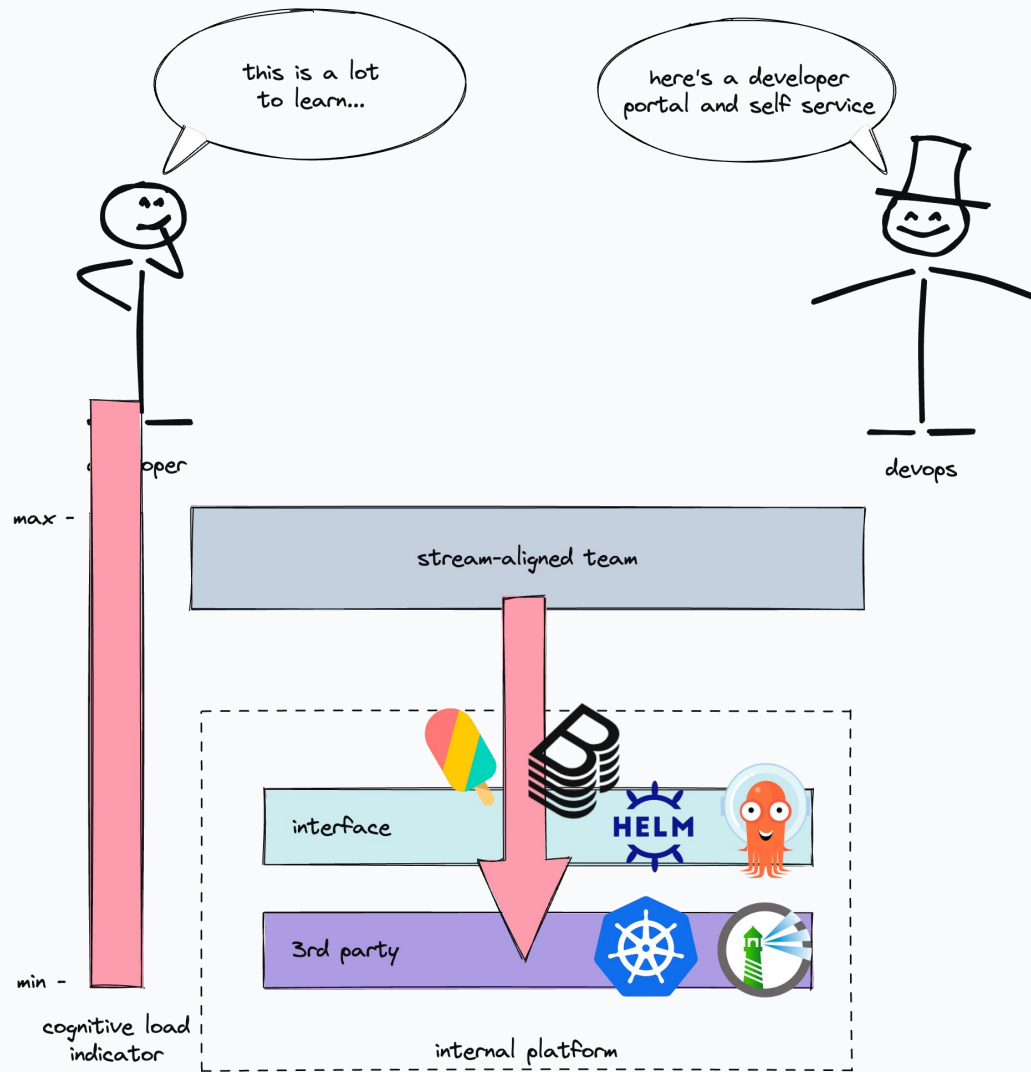 this is a lot
to learn...
here's a developer
portal and self service
oper
devops
max -
stream-aligned team
interface
HELM
3rd party
min -
cognitive load
indicator
internal platform